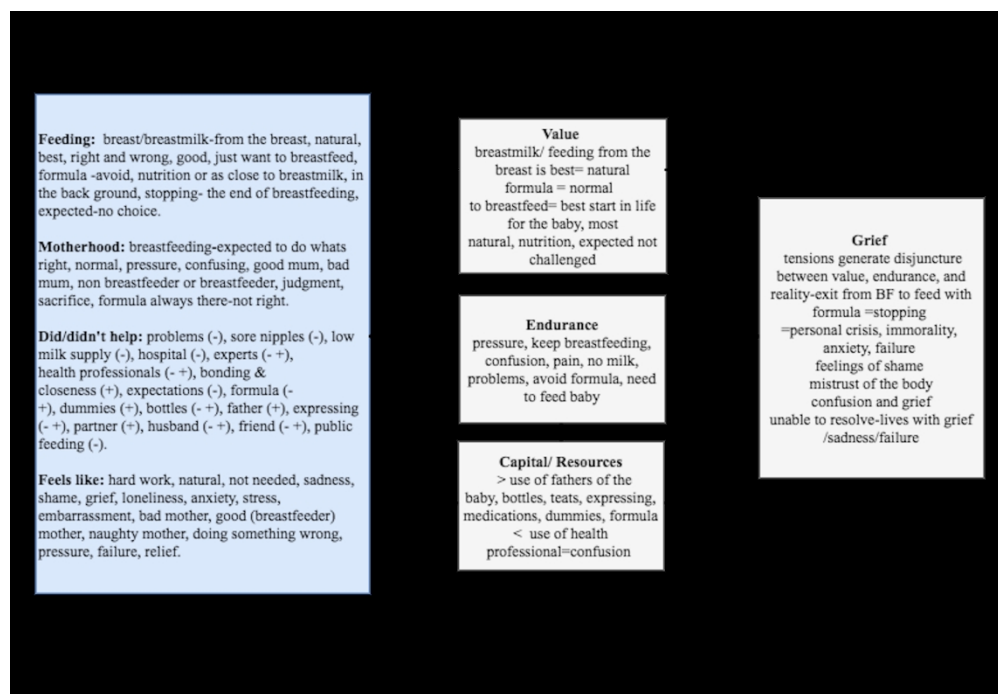 Feeding:  breast/breastmilk-from the breast, natural,
best, right and wrong, good, just want to breastfeed,
formula -avoid, nutrition or as close to breastmilk, in
the back ground, stopping- the end of breastfeeding,
expected-no choice.
Motherhood: breastfeeding-expected to do whats
right, normal, pressure, confusing, good mum, bad
mum, non breastfeeder or breastfeeder, judgment,
sacrifice, formula always there-not right.
Did/didn't help: problems (-), sore nipples (-), low
milk supply (-), hospital (-), experts (- +),
health professionals (- +), bonding &
closeness (+), expectations (-), formula (-
+), dummies (+), bottles (- +), father (+), expressing
(- +), partner (+), husband (- +), friend (- +), public
feeding (-).
Feels like: hard work, natural, not needed, sadness,
shame, grief, loneliness, anxiety, stress,
embarrassment, bad mother, good (breastfeeder)
mother, naughty mother, doing something wrong,
pressure, failure, relief.
Value
breastmilk/ feeding from the
breast is best= natural
formula = normal
to breastfeed= best start in life
for the baby, most
natural, nutrition, expected not
challenged
Endurance
pressure, keep breastfeeding,
confusion, pain, no milk,
problems, avoid formula, need
to feed baby
Capital/ Resources
> use of fathers of the
baby, bottles, teats, expressing,
medications, dummies, formula
< use of health
professional=confusion
Grief
tensions generate disjuncture
between value, endurance, and
reality-exit from BF to feed with
formula =stopping
=personal crisis, immorality,
anxiety, failure
feelings of shame
mistrust of the body
confusion and grief
unable to resolve-lives with grief
/sadness/failure